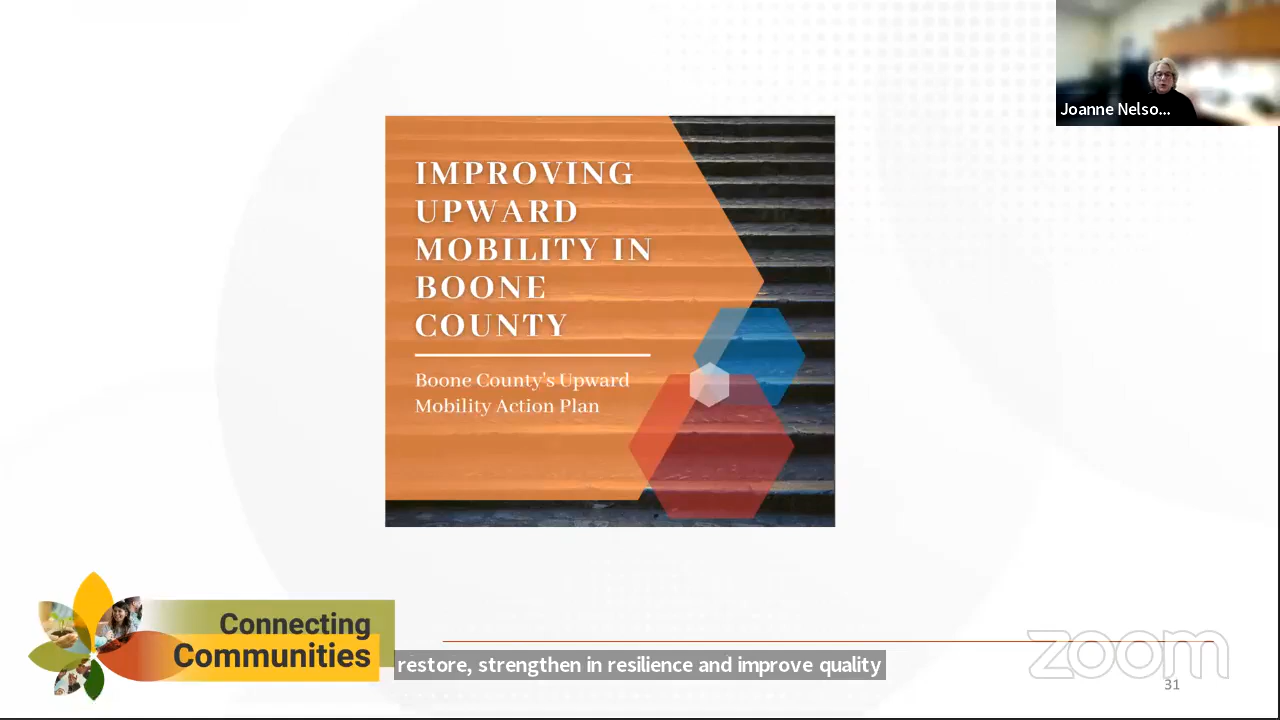 Joanne Nelso...
IMPROVING
UPWARD
MOBILITY IN
BOONE
COUNTY
Boone County's Upward
Mobility Action Plan
Connecting
Communities
restore, strengthen in resilience and improve quality
zoom
31